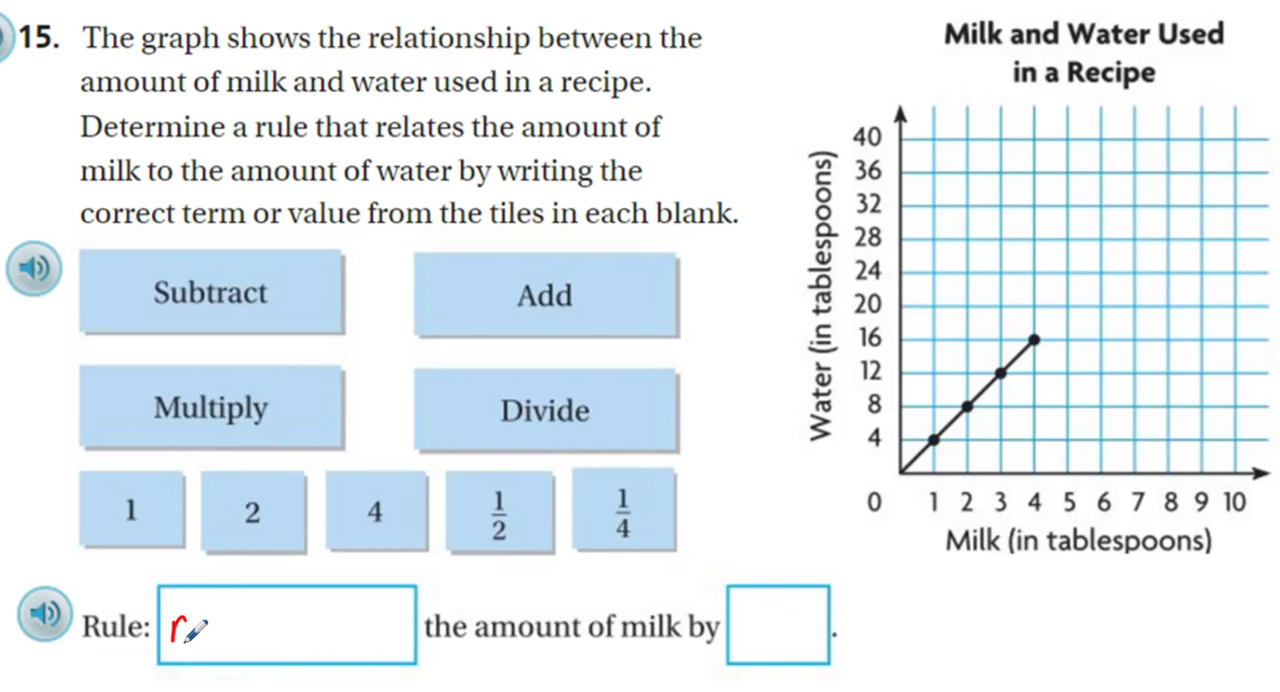 15. The graph shows the relationship between the
amount of milk and water used in a recipe.
Determine a rule that relates the amount of
milk to the amount of water by writing the
correct term or value from the tiles in each blank.
Subtract
Add
Multiply
Divide
1
2
4
1/2
1/4
Rule: r the amount of milk by .
Milk and Water Used
in a Recipe
Water (in tablespoons)
40
36
32
28
24
20
16
12
8
4
0 1 2 3 4 5 6 7 8 9 10
Milk (in tablespoons)